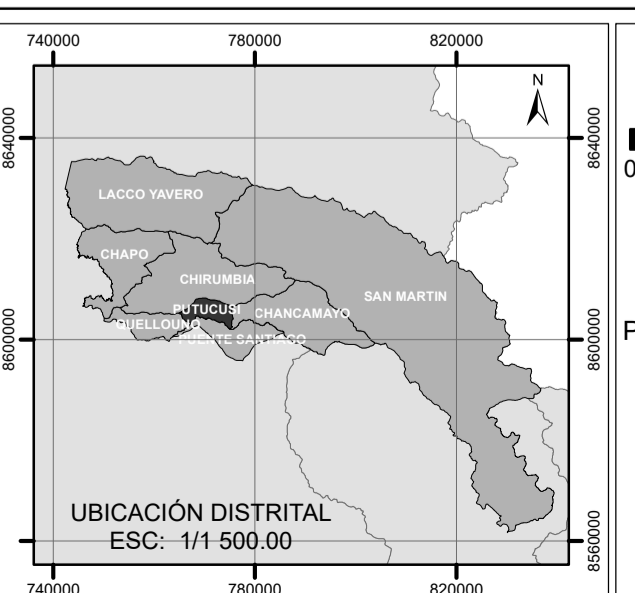 740000 780000 820000
N
8640000 8640000
0
LACCO YAVERO
CHAPO
CHIRUMBIA
SAN MARTIN
PUTUCUSI
CHANCAMAYO
QUELLOUNO
PUENTE SANTIAGO
8600000 8600000
P
UBICACIÓN DISTRITAL
ESC: 1/1 500.00
8560000
740000 780000 820000